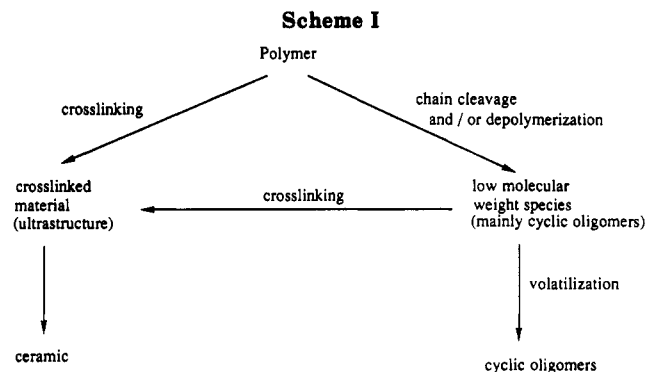 Scheme I
Polymer
crosslinking
chain cleavage
and / or depolymerization
crosslinked
material
(ultrastructure)
crosslinking
low molecular
weight species
(mainly cyclic oligomers)
volatilization
ceramic
cyclic oligomers